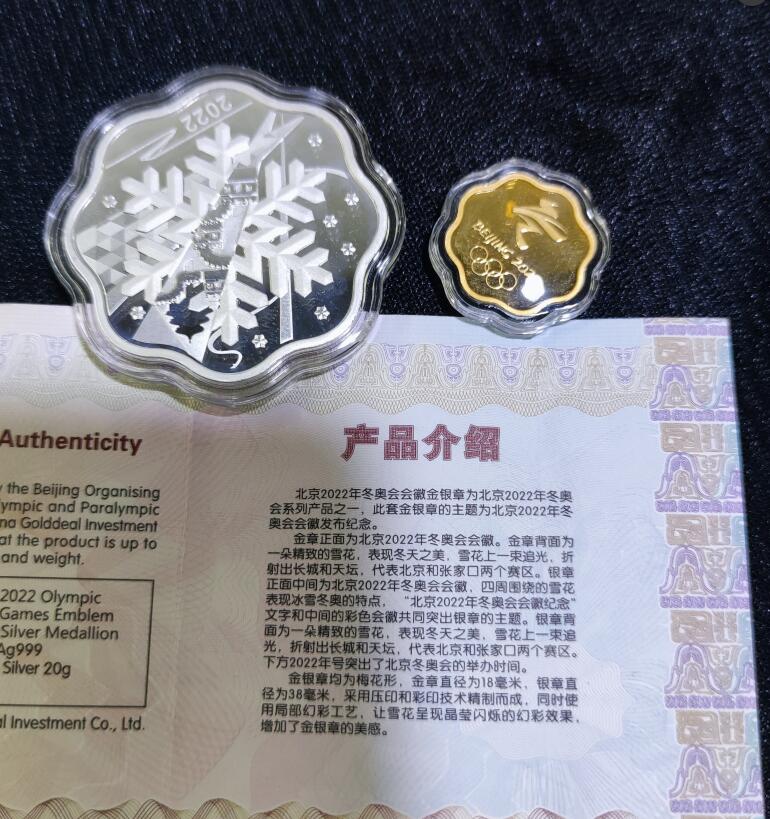 2022
Beijing 2022
Authenticity
y the Beijing Organising
ympic and Paralympic
na Golddeal Investment
at the product is up to
and weight.
2022 Olympic
Games Emblem
Silver Medallion
Ag999
Silver 20g
al Investment Co., Ltd.
产品介绍
北京2022年冬奥会会徽金银章为北京2022年冬奥
会系列产品之一，此套金银章的主题为北京2022年冬
奥会会徽发布纪念。
金章正面为北京2022年冬奥会会徽。金章背面为
一朵精致的雪花，表现冬天之美，雪花上一束追光，折
射出长城和天坛，代表北京和张家口两个赛区。银章
正面中间为北京2022年冬奥会会徽，四周围绕的雪花
表现冰雪冬奥的特点，“北京2022年冬奥会会徽纪念”
文字和中间的彩色会徽共同突出银章的主题。银章背
面为一朵精致的雪花，表现冬天之美，雪花上一束追
光，折射出长城和天坛，代表北京和张家口两个赛区。
下方2022年号突出了北京冬奥会的举办时间。
金银章均为梅花形，金章直径为18毫米，银章直
径为38毫米，采用压印和彩印技术精制而成，同时使
用局部幻彩工艺，让雪花呈现晶莹闪烁的幻彩效果，
增加了金银章的美感。